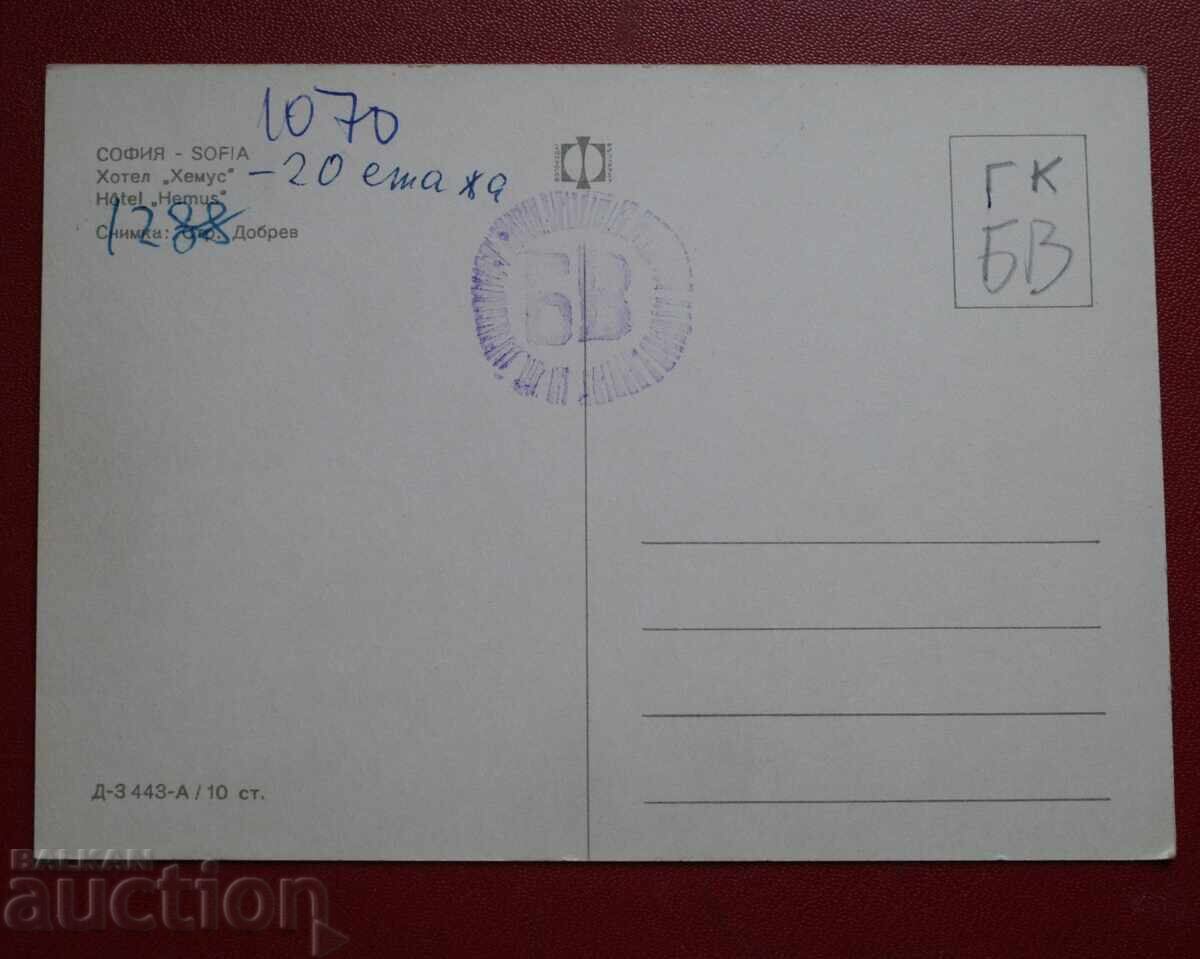 1070
СОФИЯ - SOFIA
Хотел „Хемус" - 20 етажа
Hôtel „Hemus"
Снимка: Добрев
БВ
ГК
БВ
Д-3 443-А / 10 ст.
BALKAN
auction